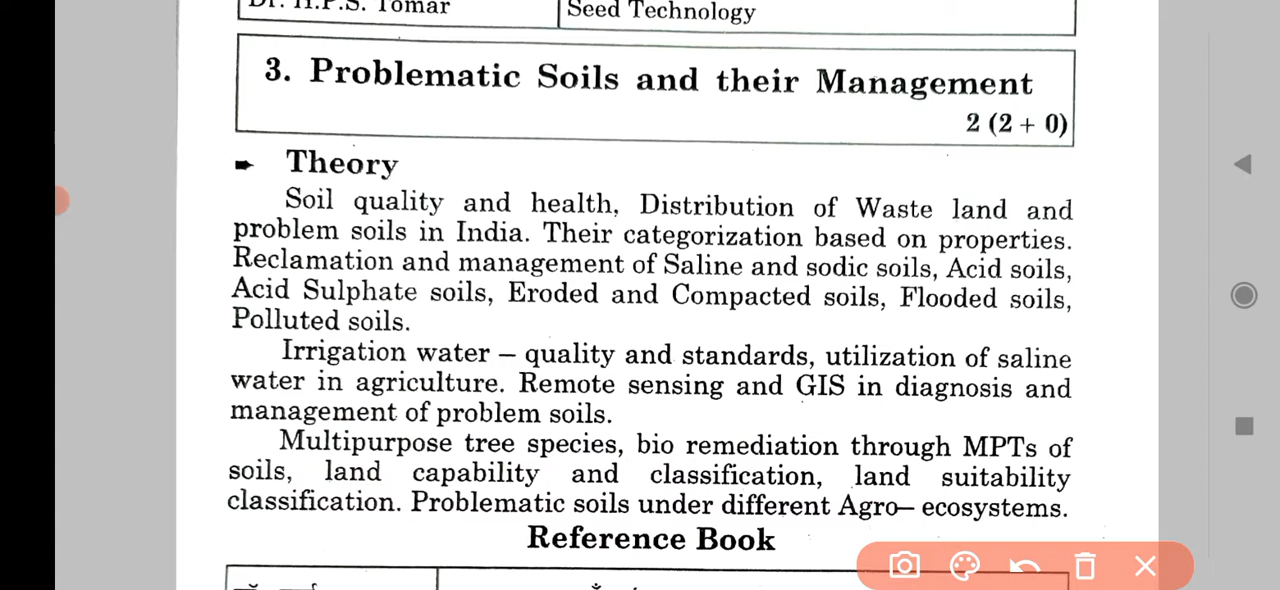 Dr. H.P.S. Tomar
Seed Technology
3. Problematic Soils and their Management
2 (2 + 0)
Theory
Soil quality and health, Distribution of Waste land and
problem soils in India. Their categorization based on properties.
Reclamation and management of Saline and sodic soils, Acid soils,
Acid Sulphate soils, Eroded and Compacted soils, Flooded soils,
Polluted soils.
Irrigation water – quality and standards, utilization of saline
water in agriculture. Remote sensing and GIS in diagnosis and
management of problem soils.
Multipurpose tree species, bio remediation through MPTs of
soils, land capability and classification, land suitability
classification. Problematic soils under different Agro– ecosystems.
Reference Book